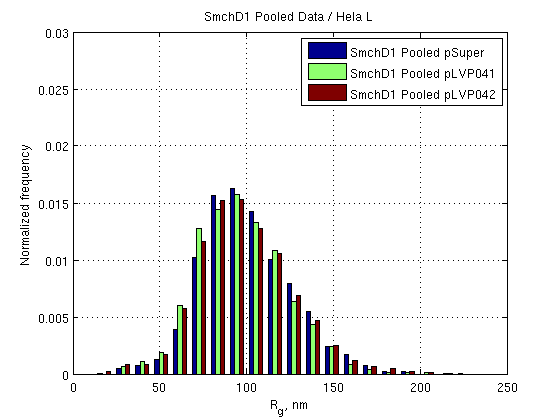 SmchD1 Pooled Data / Hela L
0.03
0.025
0.02
0.015
0.01
0.005
0
Normalized frequency
SmchD1 Pooled pSuper
SmchD1 Pooled pLVP041
SmchD1 Pooled pLVP042
0 50 100 150 200 250
Rg, nm